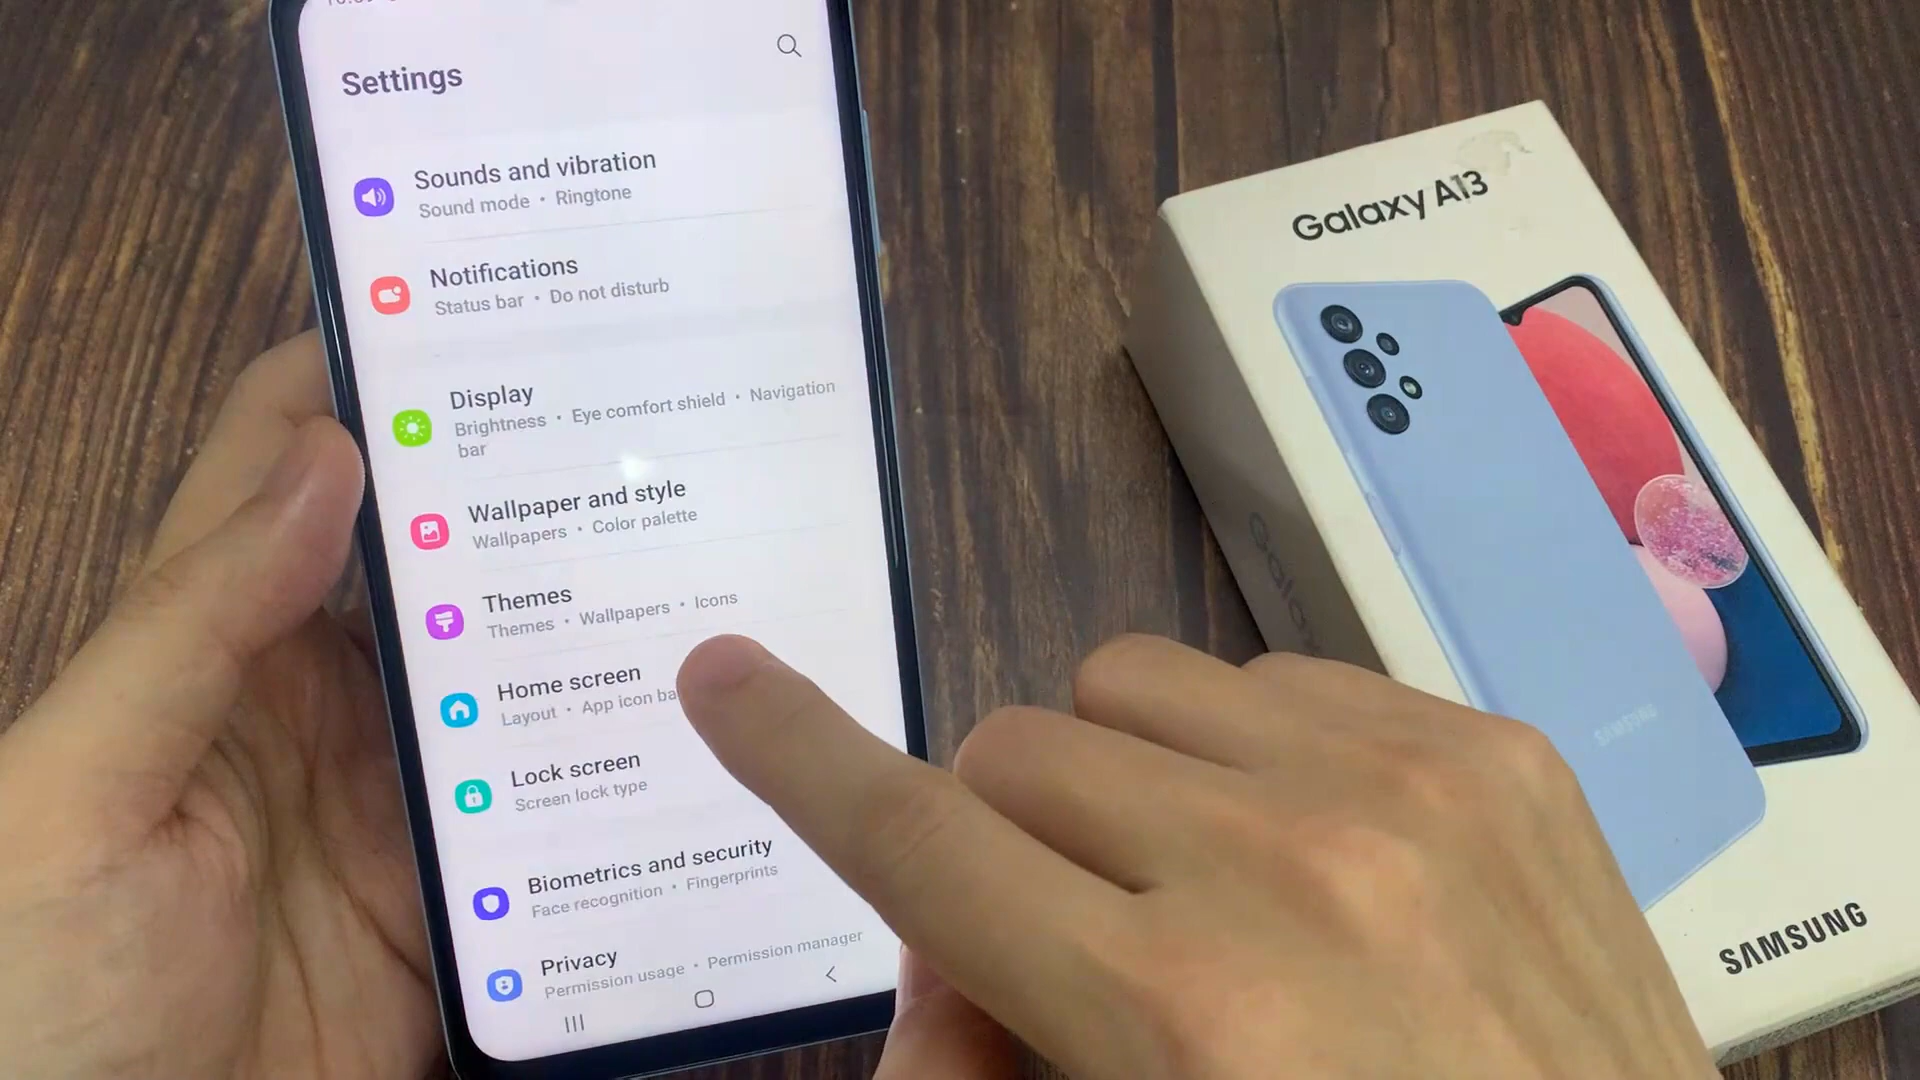 Settings
Sounds and vibration
Sound mode • Ringtone
Notifications
Status bar • Do not disturb
Display
Brightness • Eye comfort shield • Navigation
bar
Wallpaper and style
Wallpapers • Color palette
Themes
Themes • Wallpapers • Icons
Home screen
Layout • App icon
Lock screen
Screen lock type
Biometrics and security
Face recognition • Fingerprints
Privacy
Permission usage • Permission manager
Galaxy A13
SAMSUNG
SAMSUNG